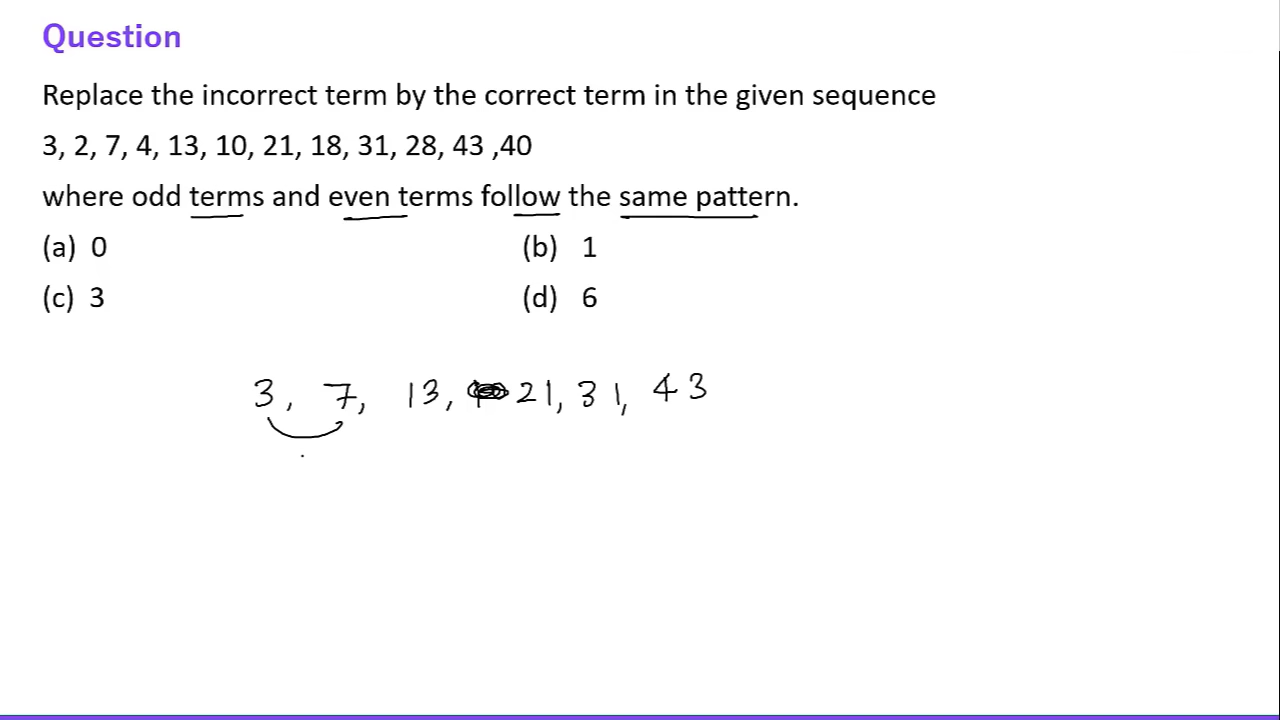 Question
Replace the incorrect term by the correct term in the given sequence
3, 2, 7, 4, 13, 10, 21, 18, 31, 28, 43 ,40
where odd terms and even terms follow the same pattern.
(a) 0 (b) 1
(c) 3 (d) 6
3, 7, 13, 21, 31, 43